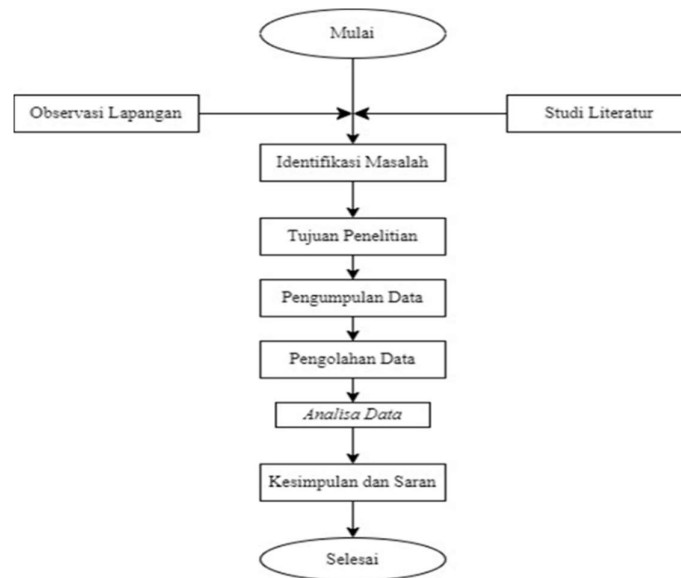 Mulai
Observasi Lapangan
Studi Literatur
Identifikasi Masalah
Tujuan Penelitian
Pengumpulan Data
Pengolahan Data
Analisa Data
Kesimpulan dan Saran
Selesai